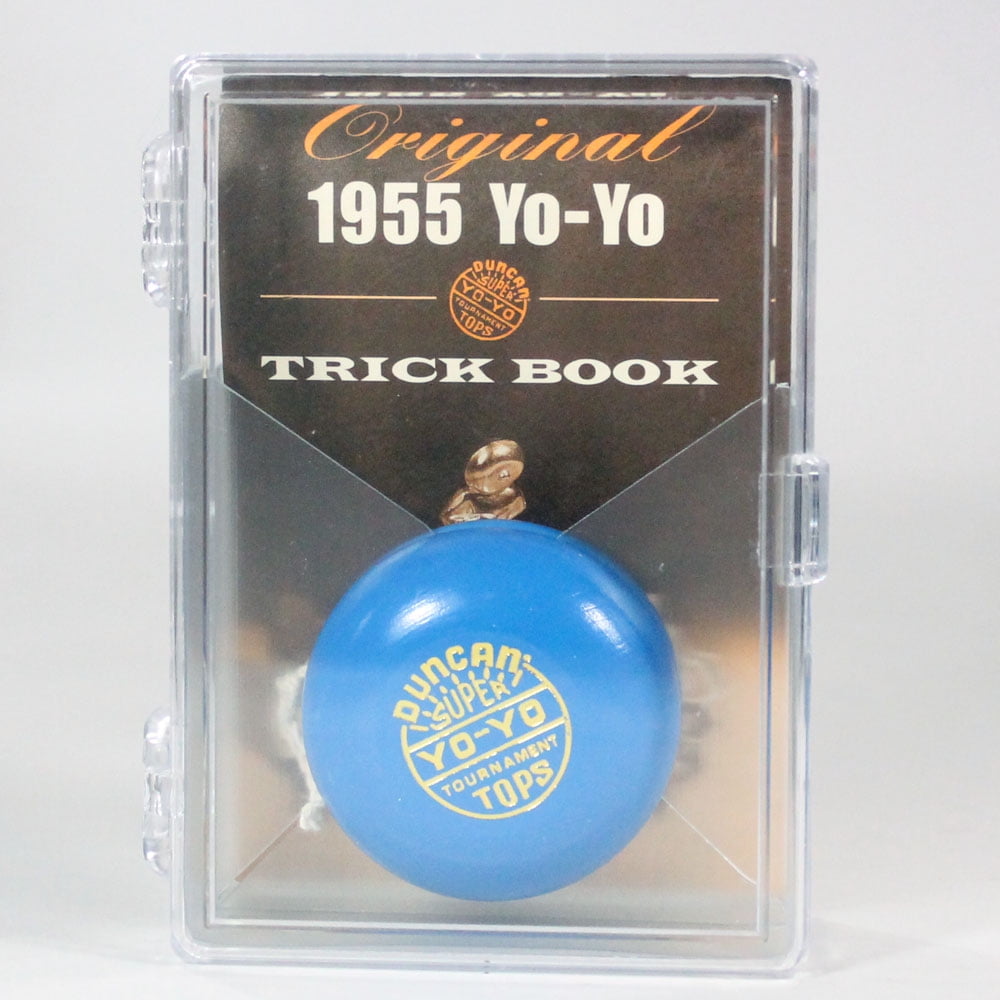 Original
1955 Yo-Yo
DUNCAN
SUPER
YO-YO
TOURNAMENT
TOPS
TRICK BOOK
DUNCAN
SUPER
YO-YO
TOURNAMENT
TOPS